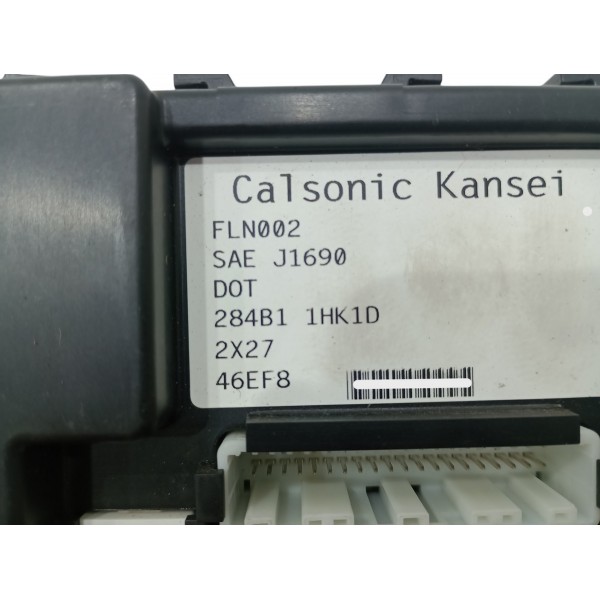 Calsonic Kansei
FLN002
SAE J1690
DOT
284B1 1HK1D
2X27
46EF8